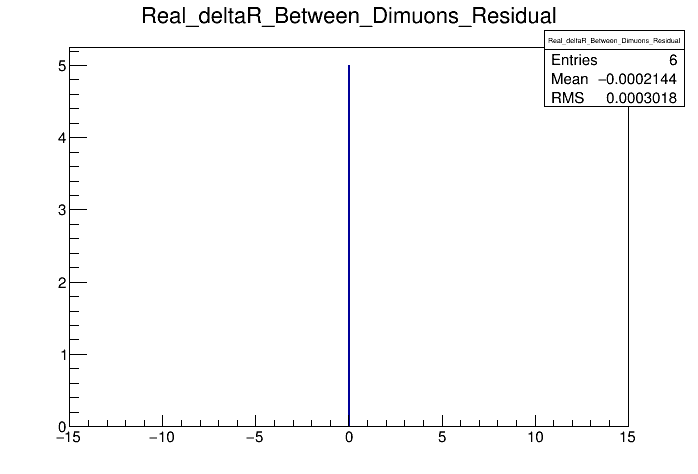 Real_deltaR_Between_Dimuons_Residual
Real_deltaR_Between_Dimuons_Residual
Entries 6
Mean −0.0002144
RMS 0.0003018
5
4
3
2
1
0
−15 −10 −5 0 5 10 15